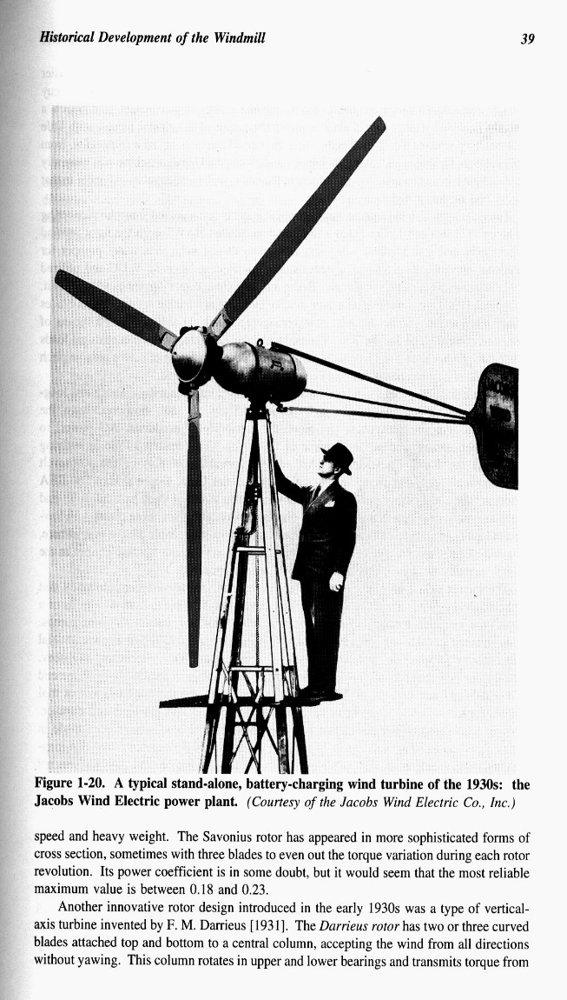 Historical Development of the Windmill 39
Figure 1-20. A typical stand-alone, battery-charging wind turbine of the 1930s: the
Jacobs Wind Electric power plant. (Courtesy of the Jacobs Wind Electric Co., Inc.)
speed and heavy weight. The Savonius rotor has appeared in more sophisticated forms of
cross section, sometimes with three blades to even out the torque variation during each rotor
revolution. Its power coefficient is in some doubt, but it would seem that the most reliable
maximum value is between 0.18 and 0.23.
Another innovative rotor design introduced in the early 1930s was a type of vertical-
axis turbine invented by F. M. Darrieus [1931]. The Darrieus rotor has two or three curved
blades attached top and bottom to a central column, accepting the wind from all directions
without yawing. This column rotates in upper and lower bearings and transmits torque from